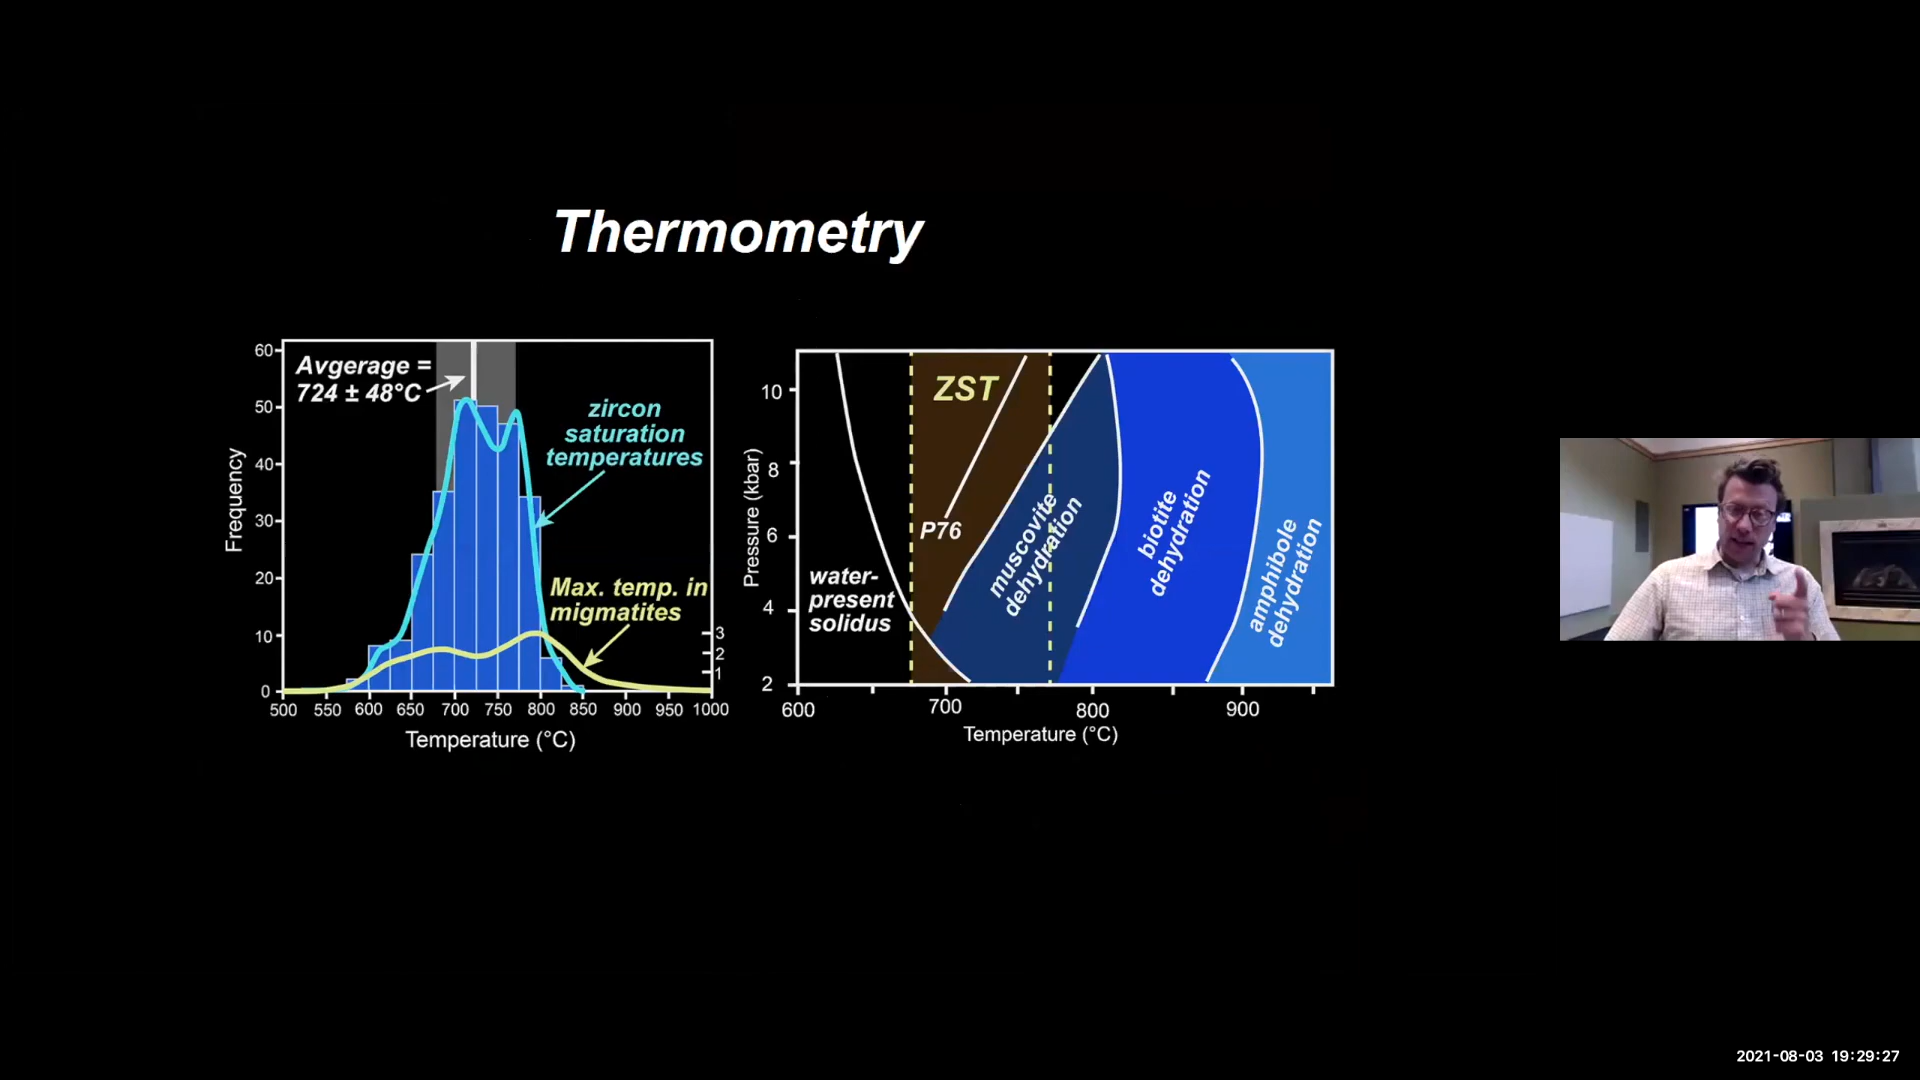 Thermometry
60
50
40
30
20
10
0
Frequency
Avgerage =
724 ± 48°C
zircon
saturation
temperatures
Max. temp. in
migmatites
3
2
1
500 550 600 650 700 750 800 850 900 950 1000
Temperature (°C)
10
8
6
4
2
Pressure (kbar)
ZST
P76
water-
present
solidus
muscovite
dehydration
biotite
dehydration
amphibole
dehydration
600 700 800 900
Temperature (°C)
2021-08-03 19:29:27